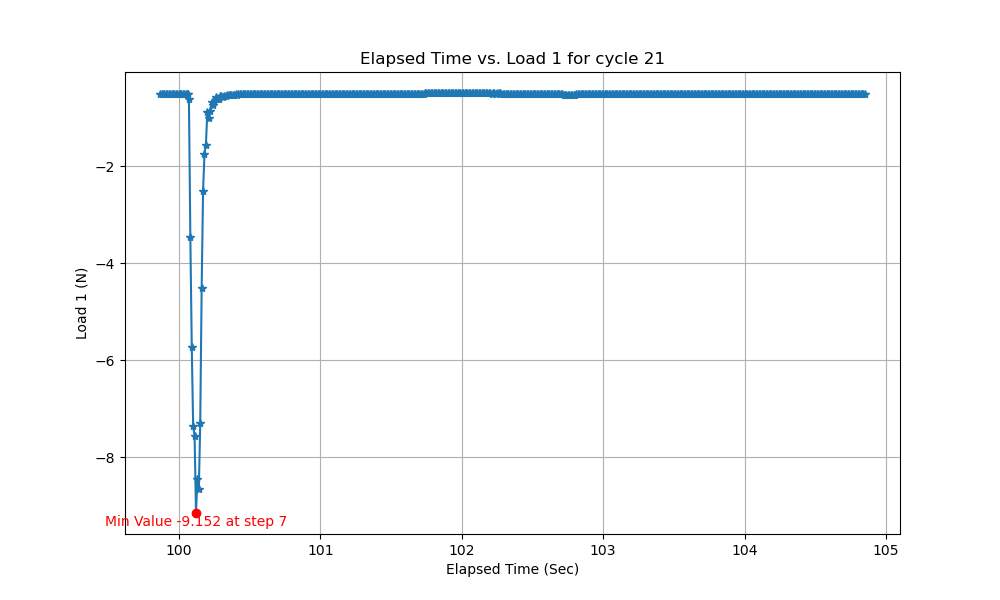 Elapsed Time vs. Load 1 for cycle 21
Load 1 (N)
−2
−4
−6
−8
Min Value -9.152 at step 7
100
101
102
103
104
105
Elapsed Time (Sec)